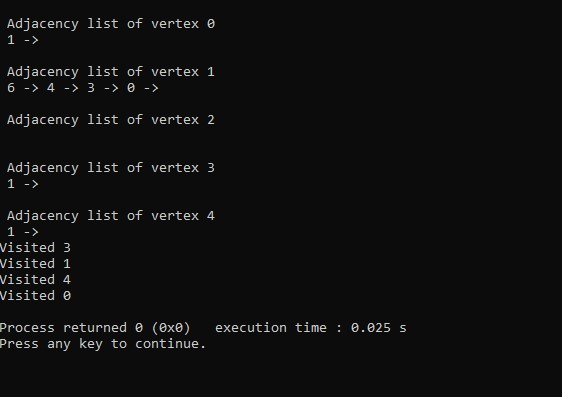 Adjacency list of vertex 0
1 ->
Adjacency list of vertex 1
6 -> 4 -> 3 -> 0 ->
Adjacency list of vertex 2
Adjacency list of vertex 3
1 ->
Adjacency list of vertex 4
1 ->
Visited 3
Visited 1
Visited 4
Visited 0
Process returned 0 (0x0)   execution time : 0.025 s
Press any key to continue.